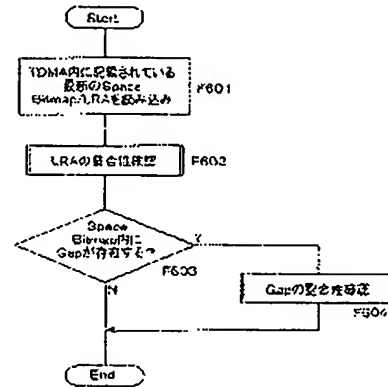 Start
TDMA内に記録されている
最新のSpace
Bitmap/LRAを読み込み
F601
LRAの整合性確認
F602
Space
Bitmap内に
Gapが存在する?
Y
F603
N
Gapの整合性確認
F604
End